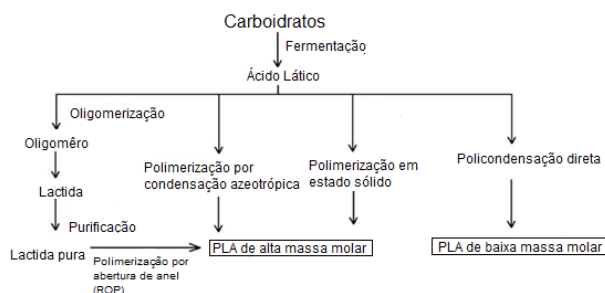 Carboidratos
Fermentação
Ácido Lático
Oligomerização
Oligomêro
Polimerização por
condensação azeotrópica
Polimerização em
estado sólido
Policondensação direta
Lactida
Purificação
Lactida pura
Polimerização por
abertura de anel
(ROP)
PLA de alta massa molar
PLA de baixa massa molar